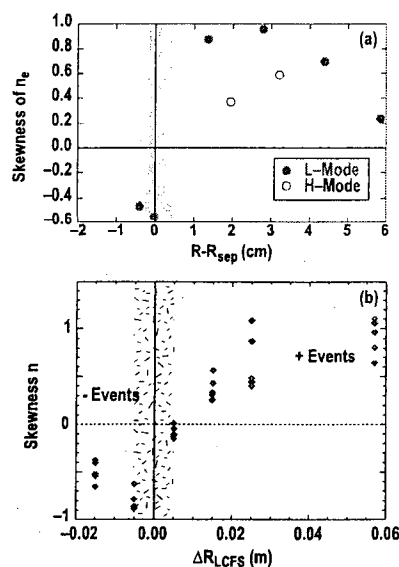 (a)
Skewness of ne
1.0
0.8
0.6
0.4
0.2
0.0
−0.2
−0.4
−0.6
L−Mode
H−Mode
−2 −1 0 1 2 3 4 5 6
R-Rsep (cm)
(b)
Skewness n
1
0
−1
- Events
+ Events
−0.02 0.00 0.02 0.04 0.06
ΔRLCFS (m)